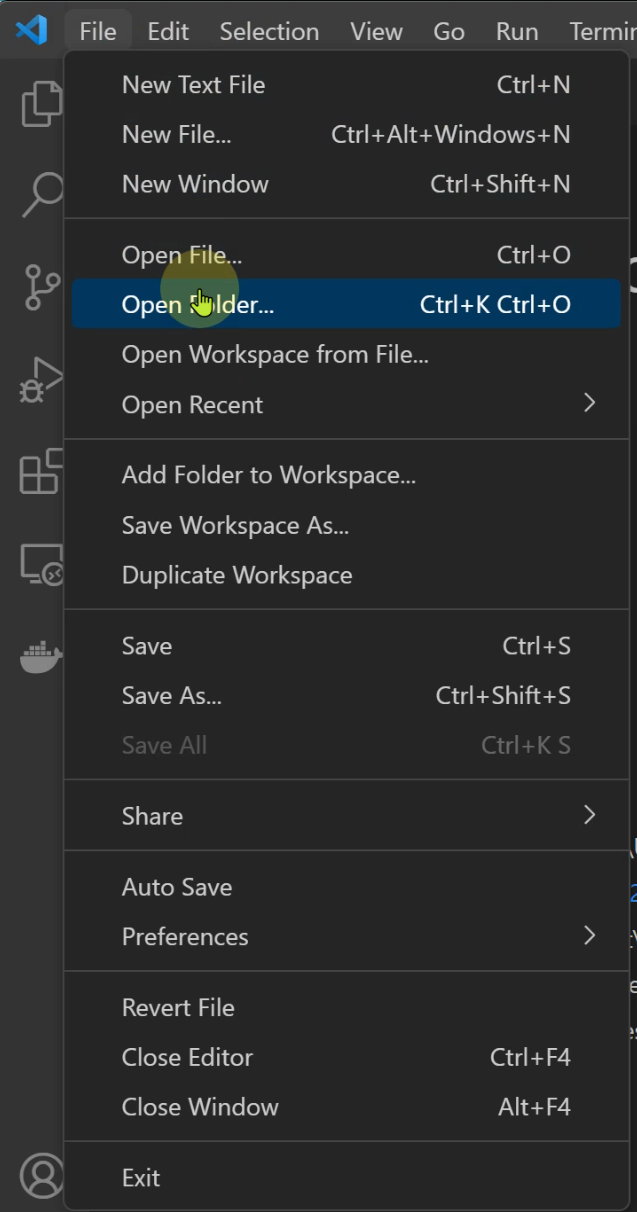 File Edit Selection View Go Run
New Text File Ctrl+N
New File... Ctrl+Alt+Windows+N
New Window Ctrl+Shift+N
Open File... Ctrl+O
Open Folder... Ctrl+K Ctrl+O
Open Workspace from File...
Open Recent
Add Folder to Workspace...
Save Workspace As...
Duplicate Workspace
Save Ctrl+S
Save As... Ctrl+Shift+S
Save All Ctrl+K S
Share
Auto Save
Preferences
Revert File
Close Editor Ctrl+F4
Close Window Alt+F4
Exit